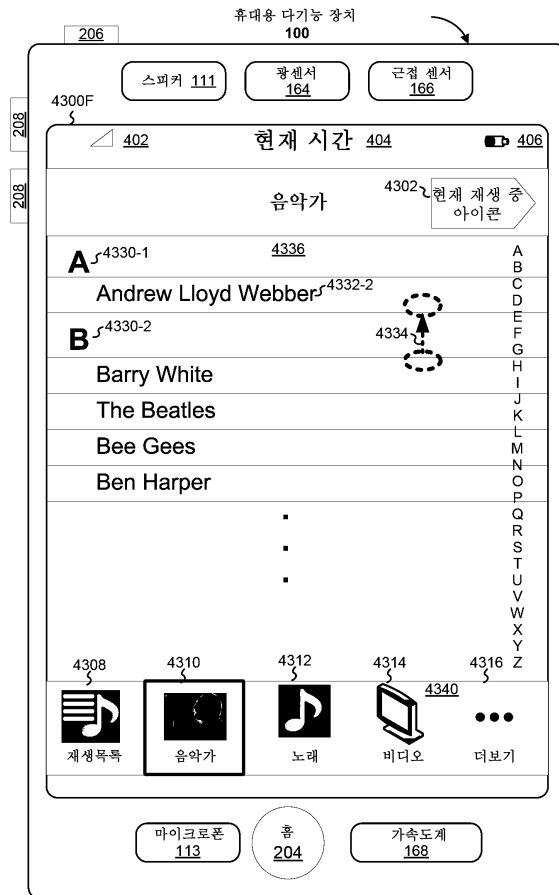 휴대용 다기능 장치
100
206
스피커 111
광센서
164
근접 센서
166
4300F
208
208
402
현재 시간 404
406
음악가
4302
현재 재생 중
아이콘
4336
A 4330-1
Andrew Lloyd Webber 4332-2
B 4330-2
4334
Barry White
The Beatles
Bee Gees
Ben Harper
A
B
C
D
E
F
G
H
I
J
K
L
M
N
O
P
Q
R
S
T
U
V
W
X
Y
Z
4308
4310
4312
4314
4316
4340
재생목록
음악가
노래
비디오
더보기
마이크로폰
113
홈
204
가속도계
168